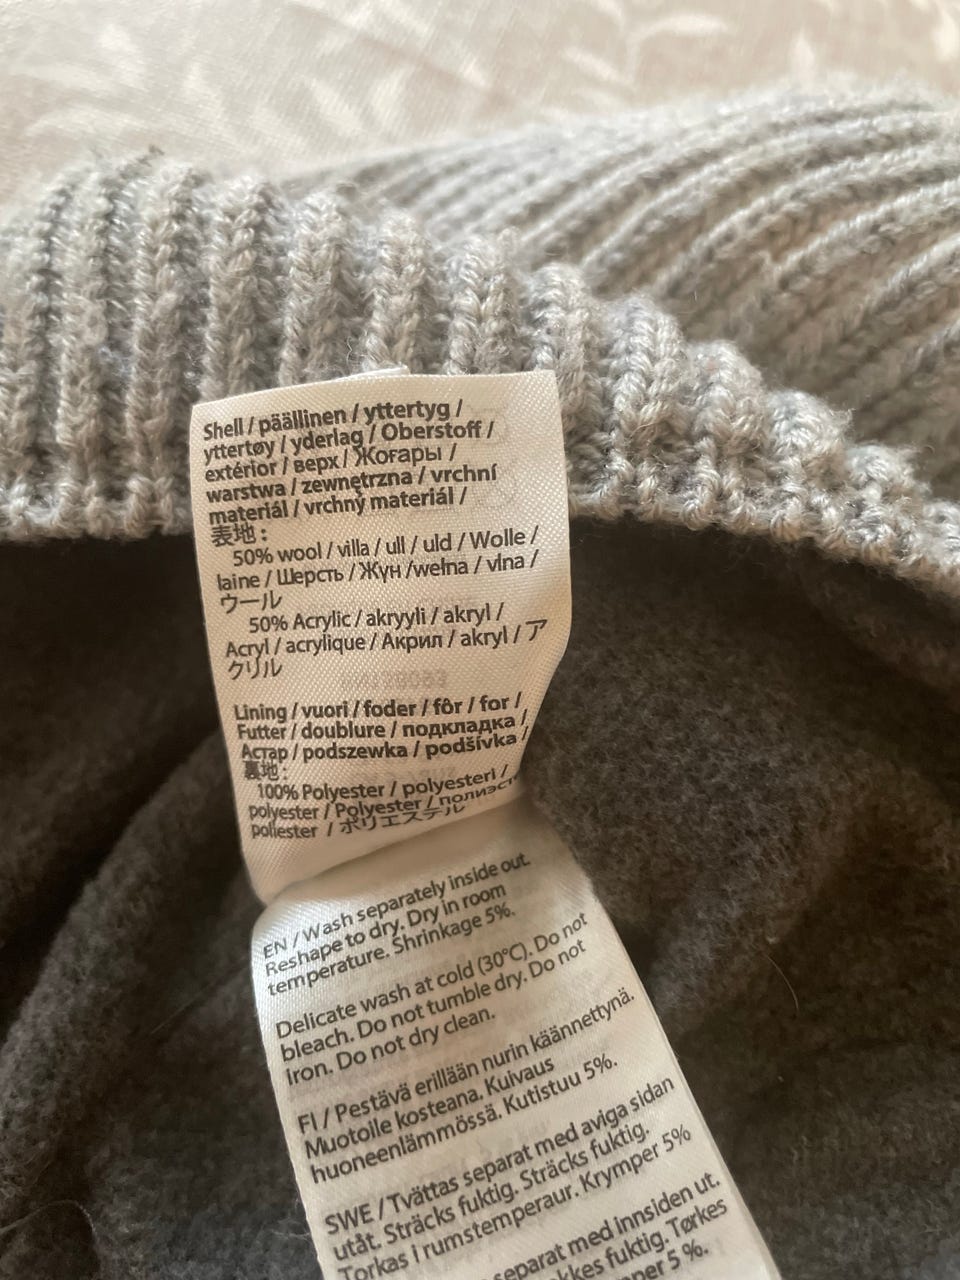 Shell / päällinen / yttertyg /
yttertøy / yderlag / Oberstoff /
extérior / верх / Жоғары /
warstwa / zewnętrzna / vrchní
materiál / vrchný materiál /
表地:
50% wool / villa / ull / uld / Wolle /
laine / Шерсть / Жүн /wełna / vlna /
ウール
50% Acrylic / akryyli / akryl /
Acryl / acrylique / Акрил / akryl / ア
クリル
Lining / vuori / foder / fôr / for /
Futter / doublure / подкладка /
Астар / podszewka / podšívka /
裏地:
100% Polyester / polyesteri /
polyester / Polyester / полиэст
poliester / ポリエステル
EN / Wash separately inside out.
Reshape to dry. Dry in room
temperature. Shrinkage 5%.
Delicate wash at cold (30°C). Do not
bleach. Do not tumble dry. Do not
iron. Do not dry clean.
FI / Pestävä erillään nurin käännettynä.
Muotoile kosteana. Kuivaus
huoneenlämmössä. Kutistuu 5%.
SWE / Tvättas separat med aviga sidan
utåt. Sträcks fuktig. Sträcks fuktig.
Torkas i rumstemperaur. Krymper 5%
separat med innsiden ut.
kkes fuktig. Tørkes
mper 5 %.